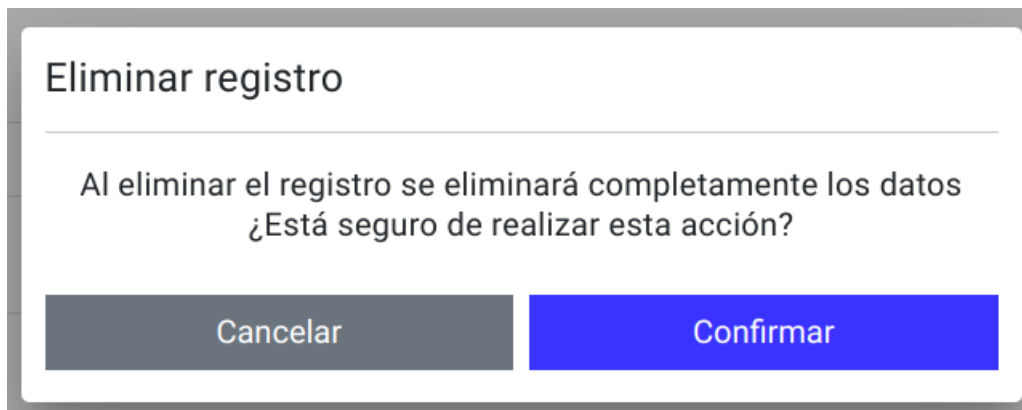 Eliminar registro
Al eliminar el registro se eliminará completamente los datos
¿Está seguro de realizar esta acción?
Cancelar
Confirmar